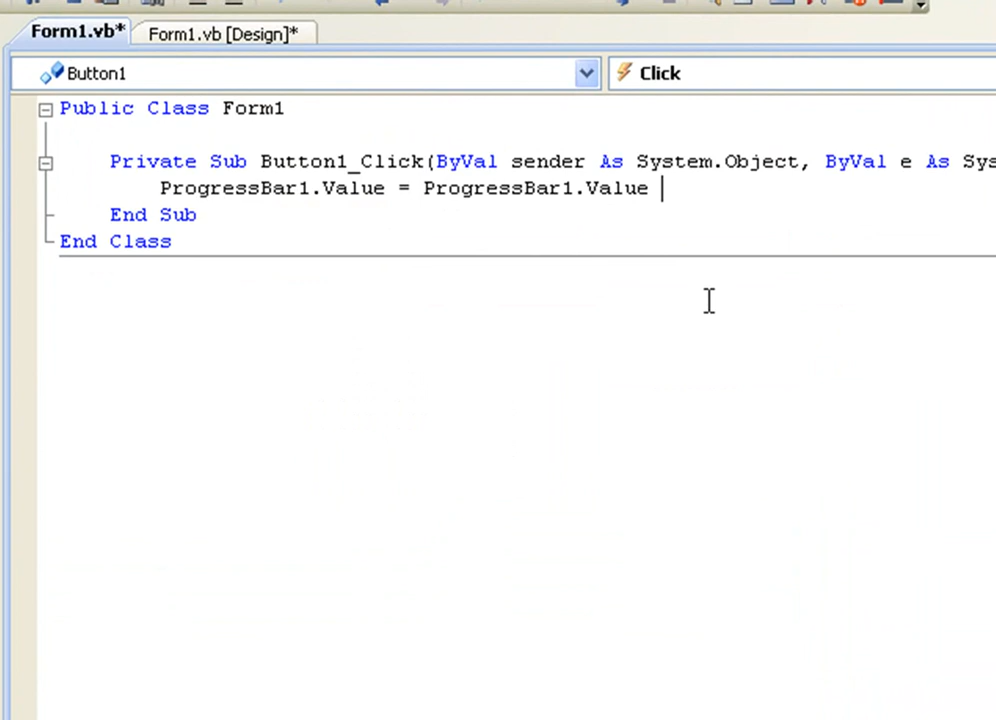 Form1.vb* Form1.vb [Design]*
Button1 Click
Public Class Form1
Private Sub Button1_Click(ByVal sender As System.Object, ByVal e As Sys
ProgressBar1.Value = ProgressBar1.Value
End Sub
End Class